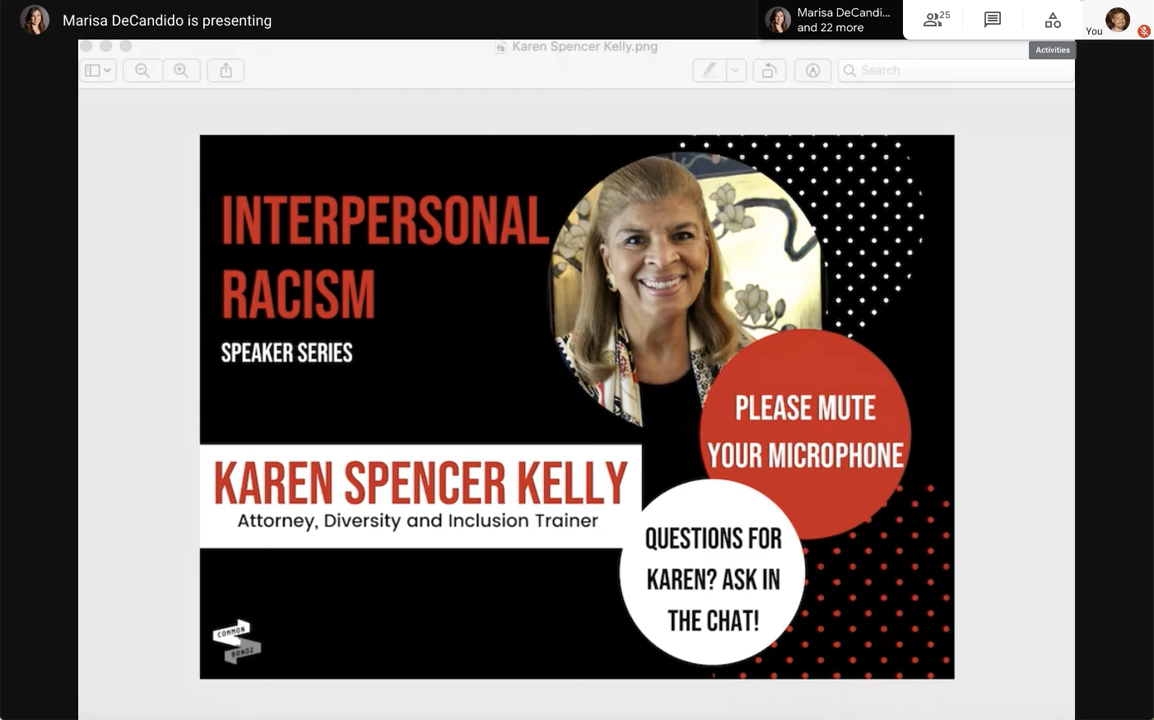 Marisa DeCandido is presenting
Marisa DeCandi...
and 22 more
25
You
Activities
Karen Spencer Kelly.png
Search
INTERPERSONAL
RACISM
SPEAKER SERIES
PLEASE MUTE
YOUR MICROPHONE
KAREN SPENCER KELLY
Attorney, Diversity and Inclusion Trainer
QUESTIONS FOR
KAREN? ASK IN
THE CHAT!
COMMON
BONDZ